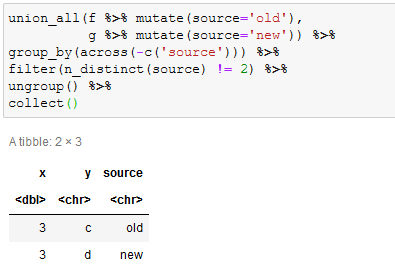 union_all(f %>% mutate(source='old'),
g %>% mutate(source='new')) %>%
group_by(across(-c('source'))) %>%
filter(n_distinct(source) != 2) %>%
ungroup() %>%
collect()
A tibble: 2 × 3
x y source
<dbl> <chr> <chr>
3 c old
3 d new